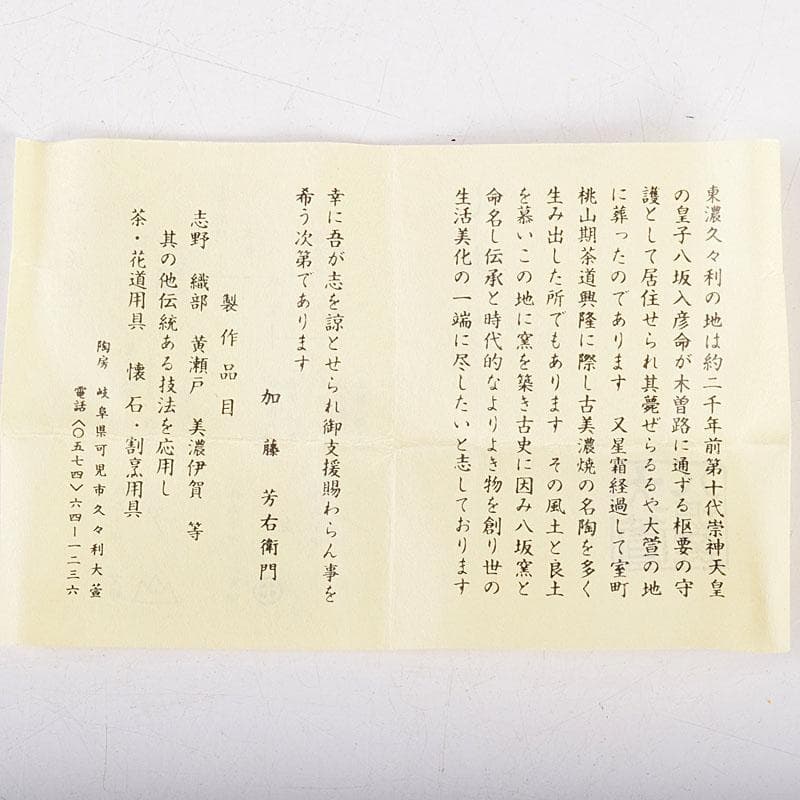 東濃久々利の地は約二千年前第十代崇神天皇
の皇子八坂入彦命が木曽路に通ずる枢要の守
護として居住せられ其薨ぜらるるや大萱の地
に葬ったのであります 又星霜経過して室町
桃山期茶道興隆に際し古美濃焼の名陶を多く
生み出した所でもあります その風土と良土
を慕いこの地に窯を築き古史に因み八坂窯と
命名し伝承と時代的なよりよき物を創り世の
生活美化の一端に尽したいと志しております
幸に吾が志を諒とせられ御支援賜わらん事を
希う次第であります
加藤芳右衛門
製作品目
志野 織部 黄瀬戸 美濃伊賀 等
其の他伝統ある技法を応用し
茶・花道用具 懐石・割烹用具
陶房 岐阜県可児市久々利大萱
電話〈〇五七四〉六四ー一二三六